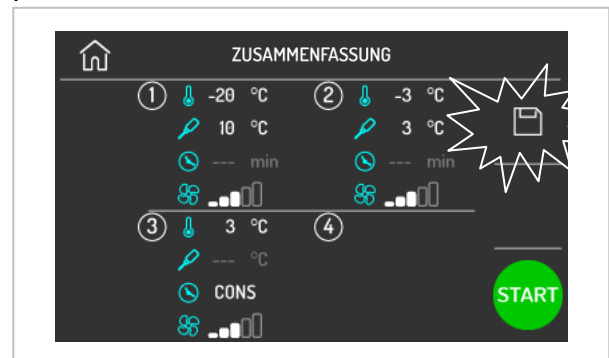 ZUSAMMENFASSUNG
1 -20 °C
10 °C
--- min
2 -3 °C
3 °C
--- min
3 3 °C
--- °C
CONS
4
START